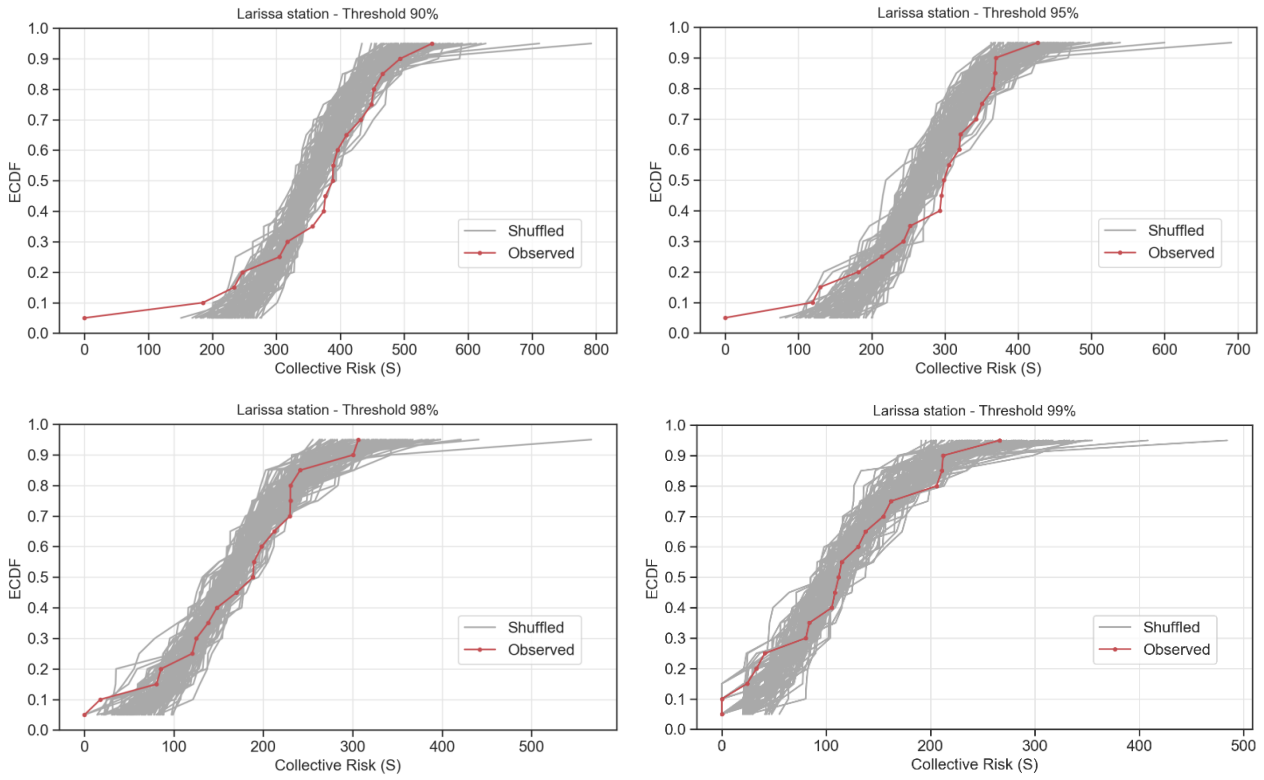 Larissa station - Threshold 90%
1.0
0.9
0.8
0.7
0.6
0.5
0.4
0.3
0.2
0.1
0.0
ECDF
Shuffled
Observed
0 100 200 300 400 500 600 700 800
Collective Risk (S)
Larissa station - Threshold 95%
1.0
0.9
0.8
0.7
0.6
0.5
0.4
0.3
0.2
0.1
0.0
ECDF
Shuffled
Observed
0 100 200 300 400 500 600 700
Collective Risk (S)
Larissa station - Threshold 98%
1.0
0.9
0.8
0.7
0.6
0.5
0.4
0.3
0.2
0.1
0.0
ECDF
Shuffled
Observed
0 100 200 300 400 500
Collective Risk (S)
Larissa station - Threshold 99%
1.0
0.9
0.8
0.7
0.6
0.5
0.4
0.3
0.2
0.1
0.0
ECDF
Shuffled
Observed
0 100 200 300 400 500
Collective Risk (S)